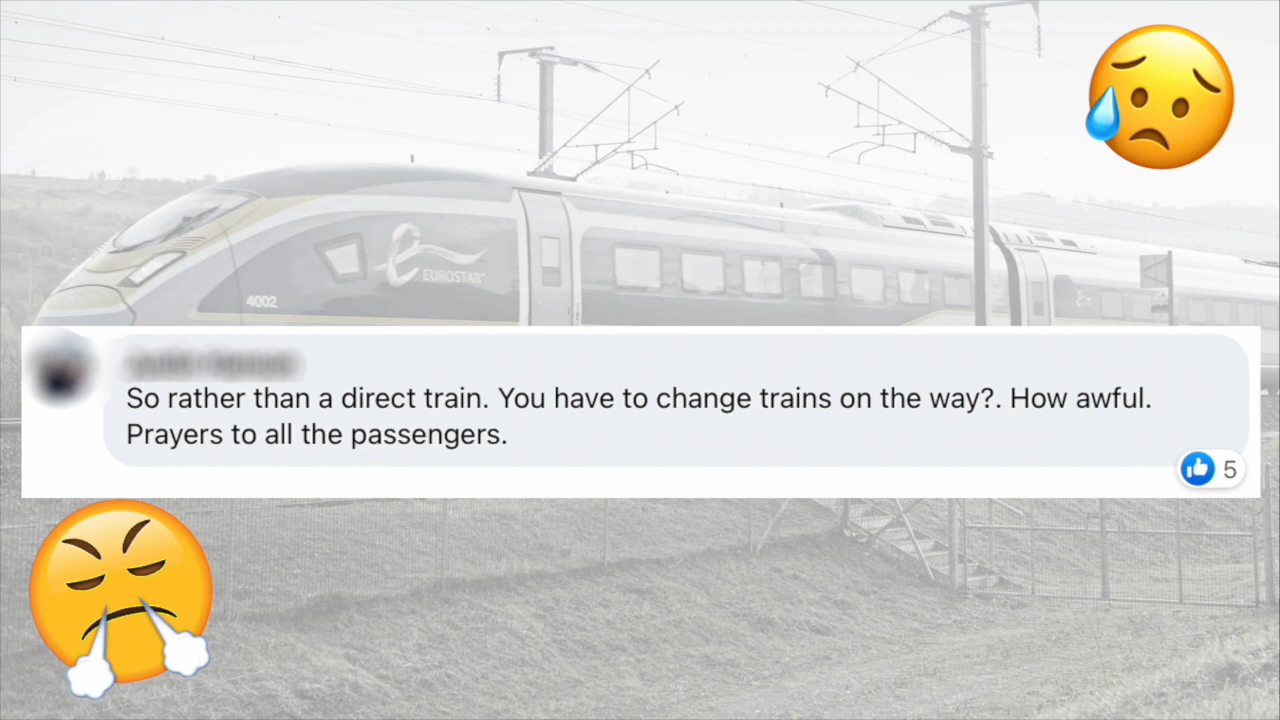 EUROSTAR
4002
So rather than a direct train. You have to change trains on the way?. How awful.
Prayers to all the passengers.
5